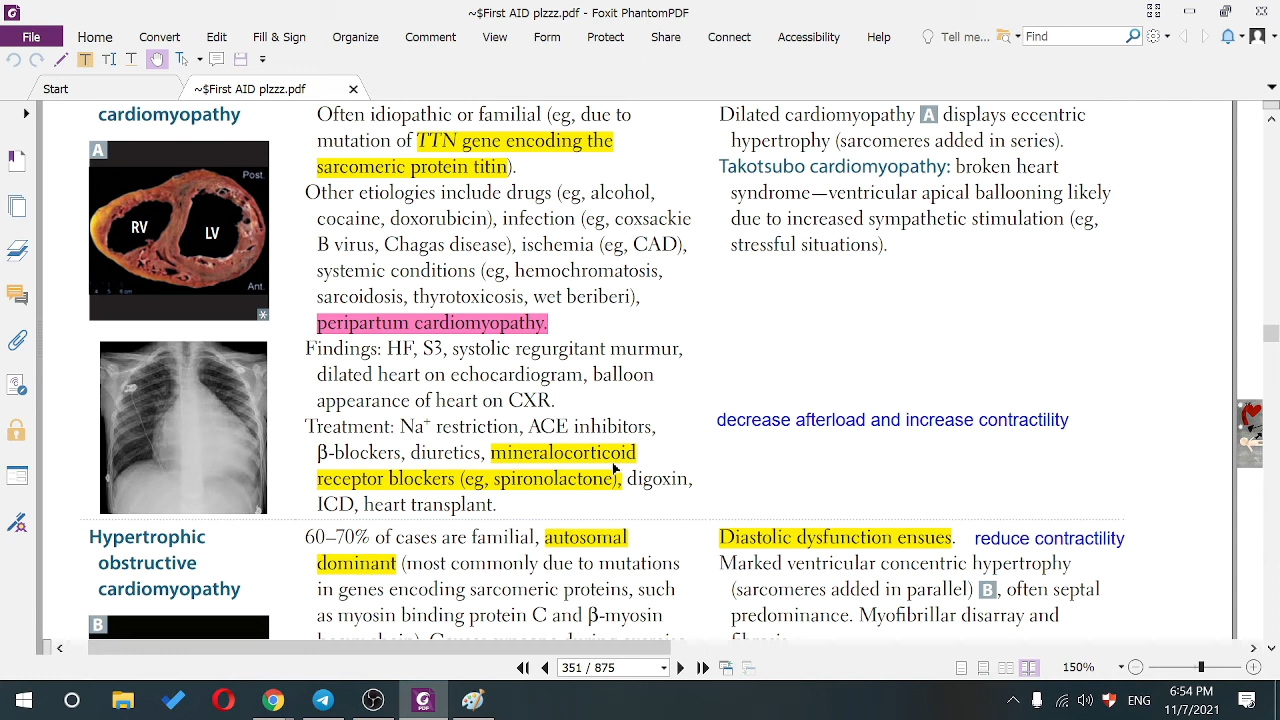 ~$First AID plzzz.pdf - Foxit PhantomPDF
File Home Convert Edit Fill & Sign Organize Comment View Form Protect Share Connect Accessibility Help Tell me... Find
Start ~$First AID plzzz.pdf
cardiomyopathy
A
Post.
RV
LV
Ant.
Often idiopathic or familial (eg, due to
mutation of TTN gene encoding the
sarcomeric protein titin).
Other etiologies include drugs (eg, alcohol,
cocaine, doxorubicin), infection (eg, coxsackie
B virus, Chagas disease), ischemia (eg, CAD),
systemic conditions (eg, hemochromatosis,
sarcoidosis, thyrotoxicosis, wet beriberi),
peripartum cardiomyopathy.
Findings: HF, S3, systolic regurgitant murmur,
dilated heart on echocardiogram, balloon
appearance of heart on CXR.
Treatment: Na⁺ restriction, ACE inhibitors,
β-blockers, diuretics, mineralocorticoid
receptor blockers (eg, spironolactone), digoxin,
ICD, heart transplant.
Dilated cardiomyopathy A displays eccentric
hypertrophy (sarcomeres added in series).
Takotsubo cardiomyopathy: broken heart
syndrome—ventricular apical ballooning likely
due to increased sympathetic stimulation (eg,
stressful situations).
decrease afterload and increase contractility
Hypertrophic
obstructive
cardiomyopathy
B
60–70% of cases are familial, autosomal
dominant (most commonly due to mutations
in genes encoding sarcomeric proteins, such
as myosin binding protein C and β-myosin
Diastolic dysfunction ensues. reduce contractility
Marked ventricular concentric hypertrophy
(sarcomeres added in parallel) B, often septal
predominance. Myofibrillar disarray and
fibrosis.
351 / 875
150%
ENG
6:54 PM
11/7/2021